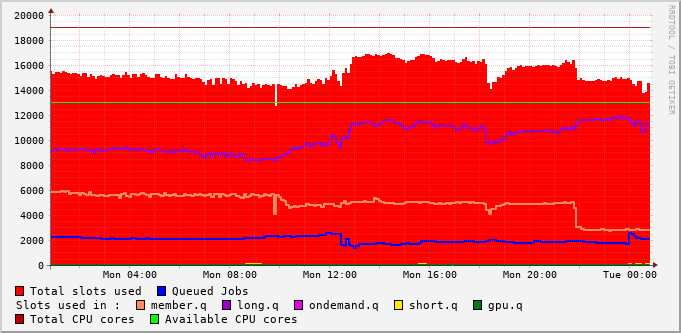 20000
18000
16000
14000
12000
10000
8000
6000
4000
2000
0
Mon 04:00 Mon 08:00 Mon 12:00 Mon 16:00 Mon 20:00 Tue 00:00
RRDTOOL / TOBI OETIKER
Total slots used Queued Jobs
Slots used in : member.q long.q ondemand.q short.q gpu.q
Total CPU cores Available CPU cores